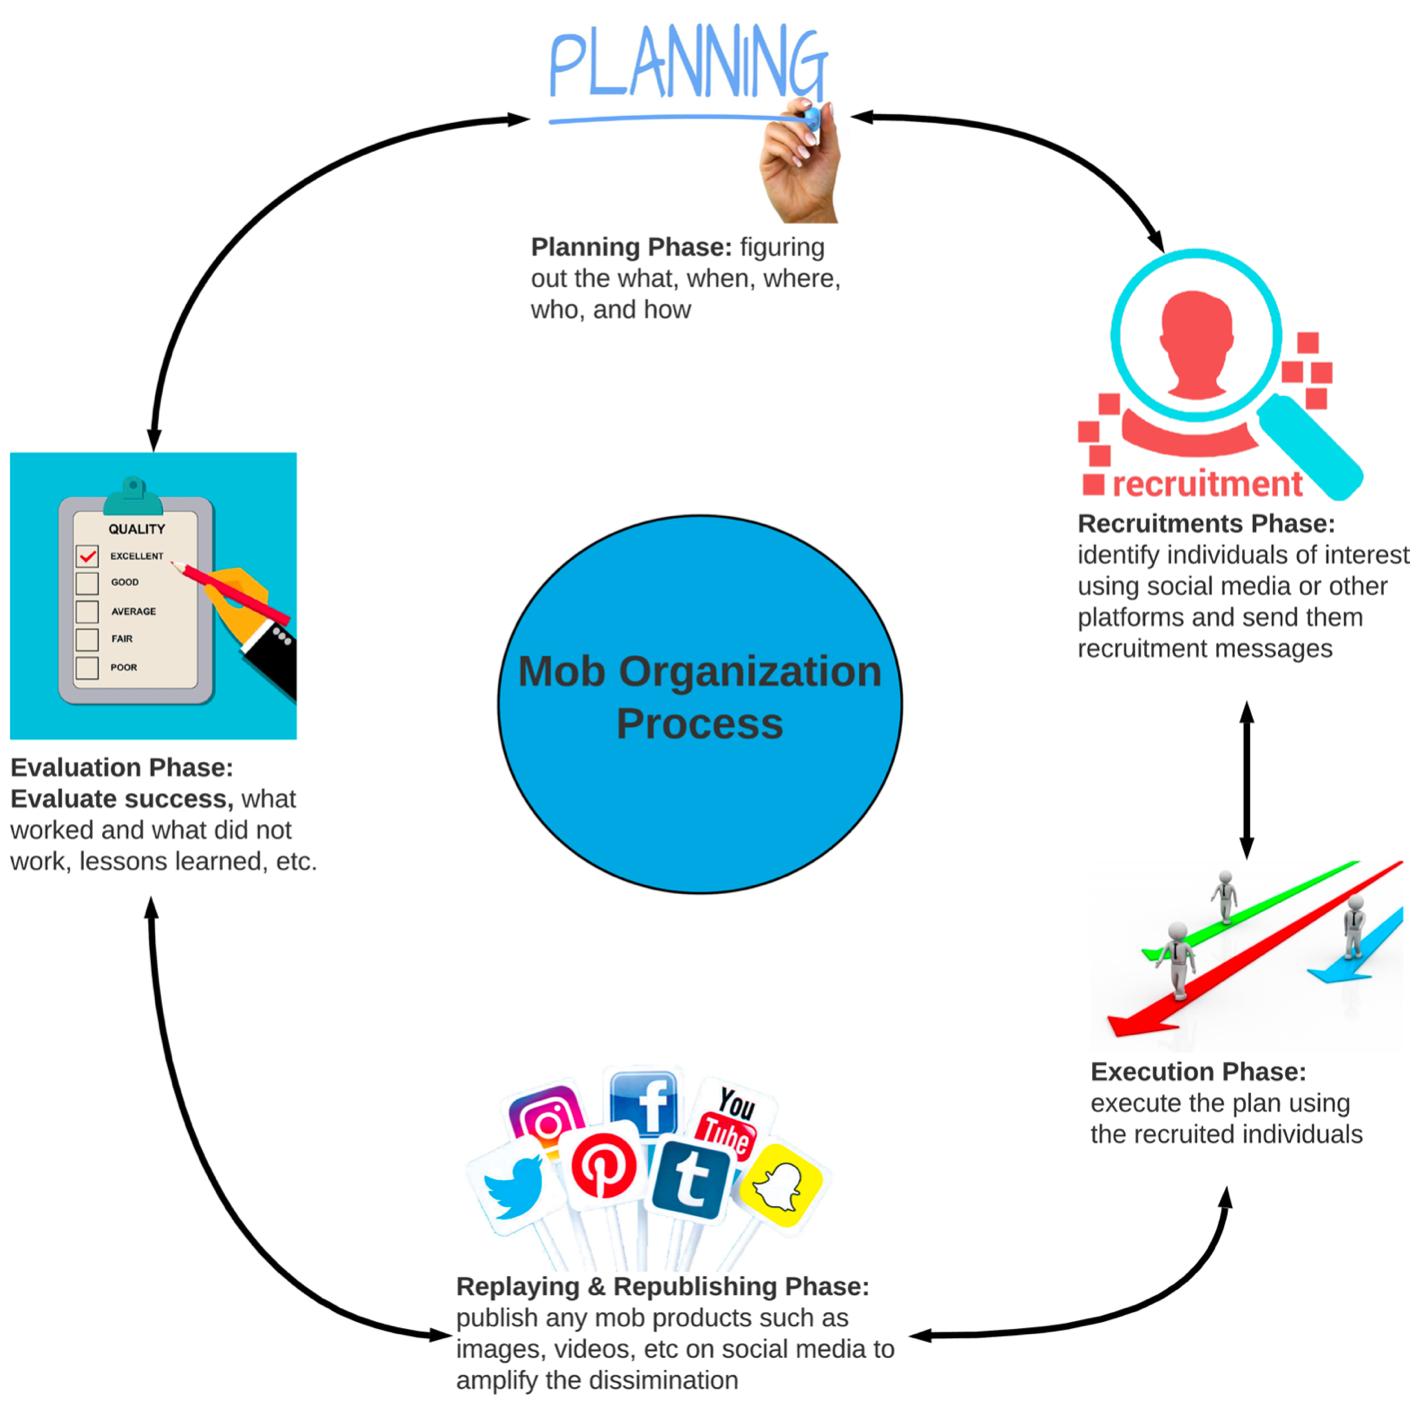 PLANNING
Planning Phase: figuring
out the what, when, where,
who, and how
recruitment
Recruitments Phase:
identify individuals of interest
using social media or other
platforms and send them
recruitment messages
Execution Phase:
execute the plan using
the recruited individuals
f
You
Tube
t
Replaying & Republishing Phase:
publish any mob products such as
images, videos, etc on social media to
amplify the dissimination
QUALITY
EXCELLENT
GOOD
AVERAGE
FAIR
POOR
Evaluation Phase:
Evaluate success, what
worked and what did not
work, lessons learned, etc.
Mob Organization
Process